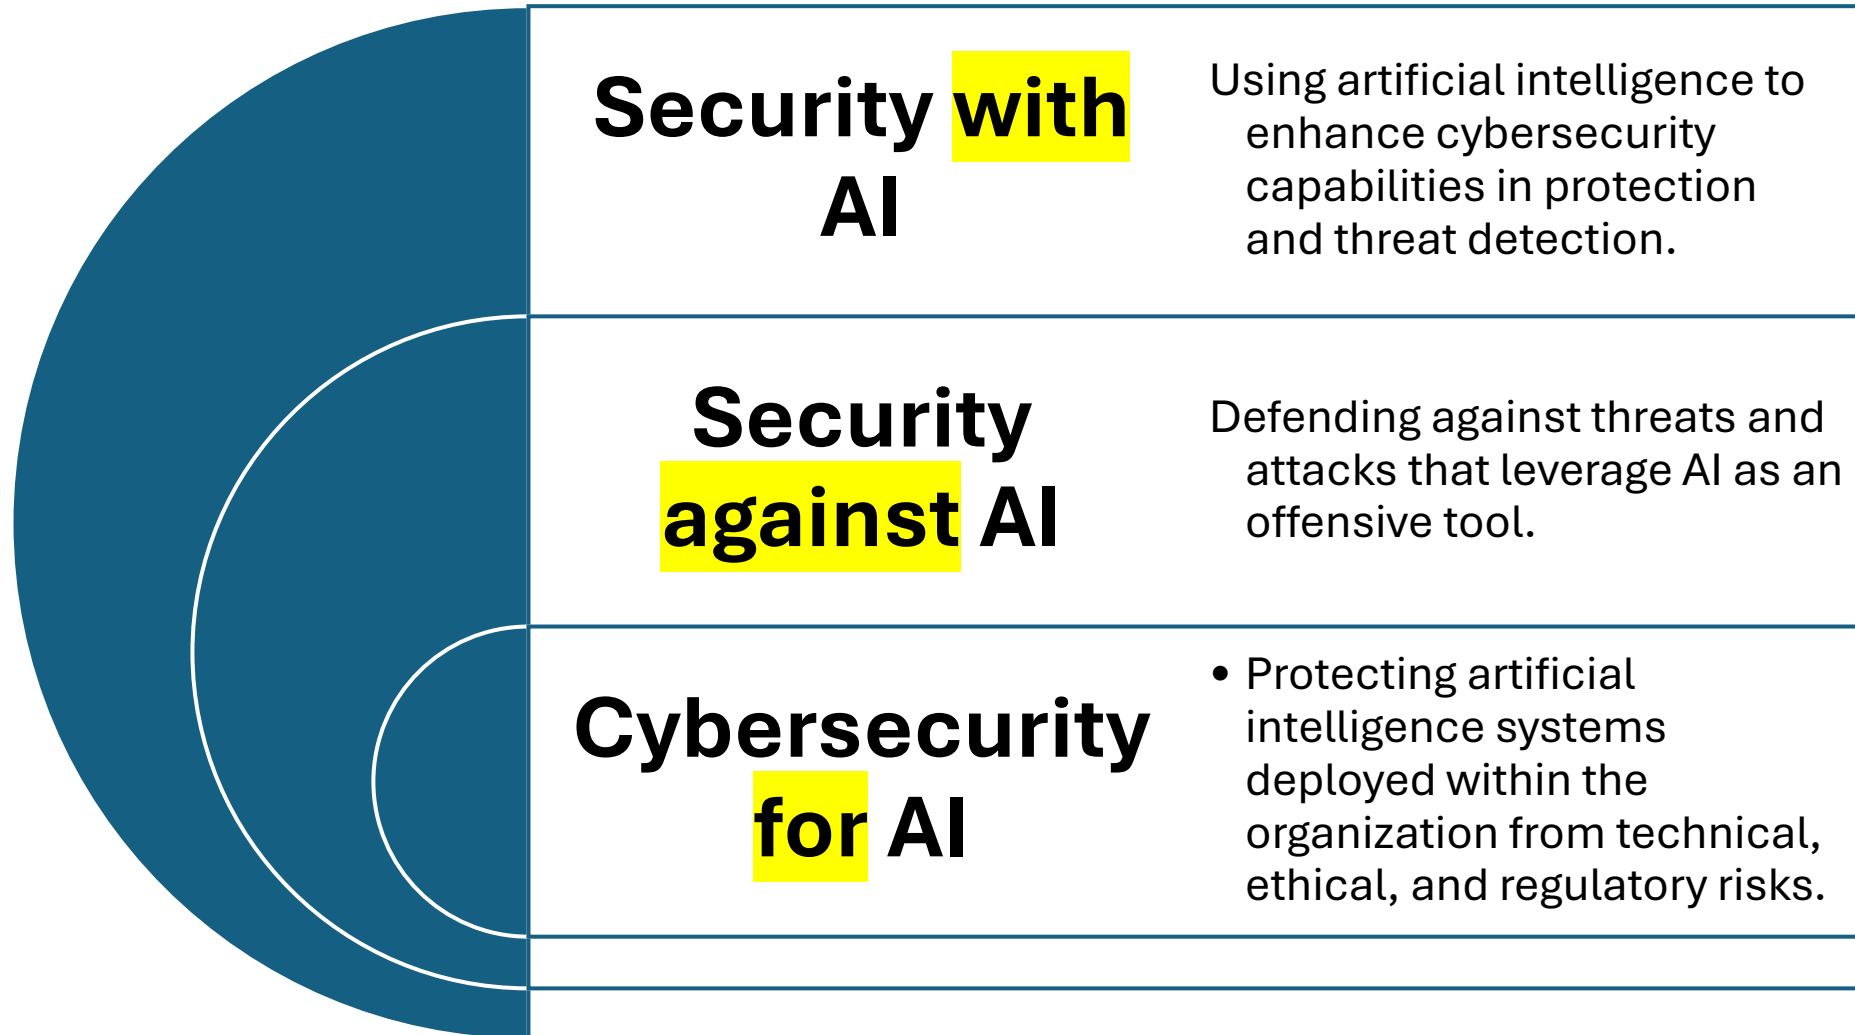 Security with
AI
Using artificial intelligence to
enhance cybersecurity
capabilities in protection
and threat detection.
Security
against AI
Defending against threats and
attacks that leverage AI as an
offensive tool.
Cybersecurity
for AI
• Protecting artificial
intelligence systems
deployed within the
organization from technical,
ethical, and regulatory risks.